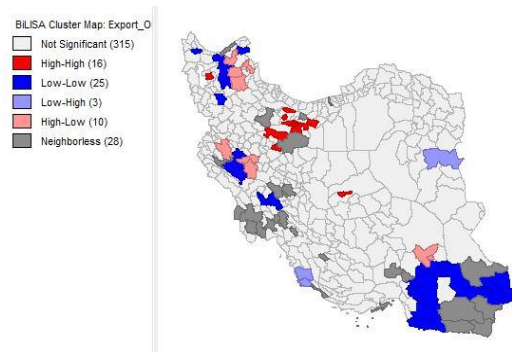 BiLISA Cluster Map: Export_O
Not Significant (315)
High-High (16)
Low-Low (25)
Low-High (3)
High-Low (10)
Neighborless (28)